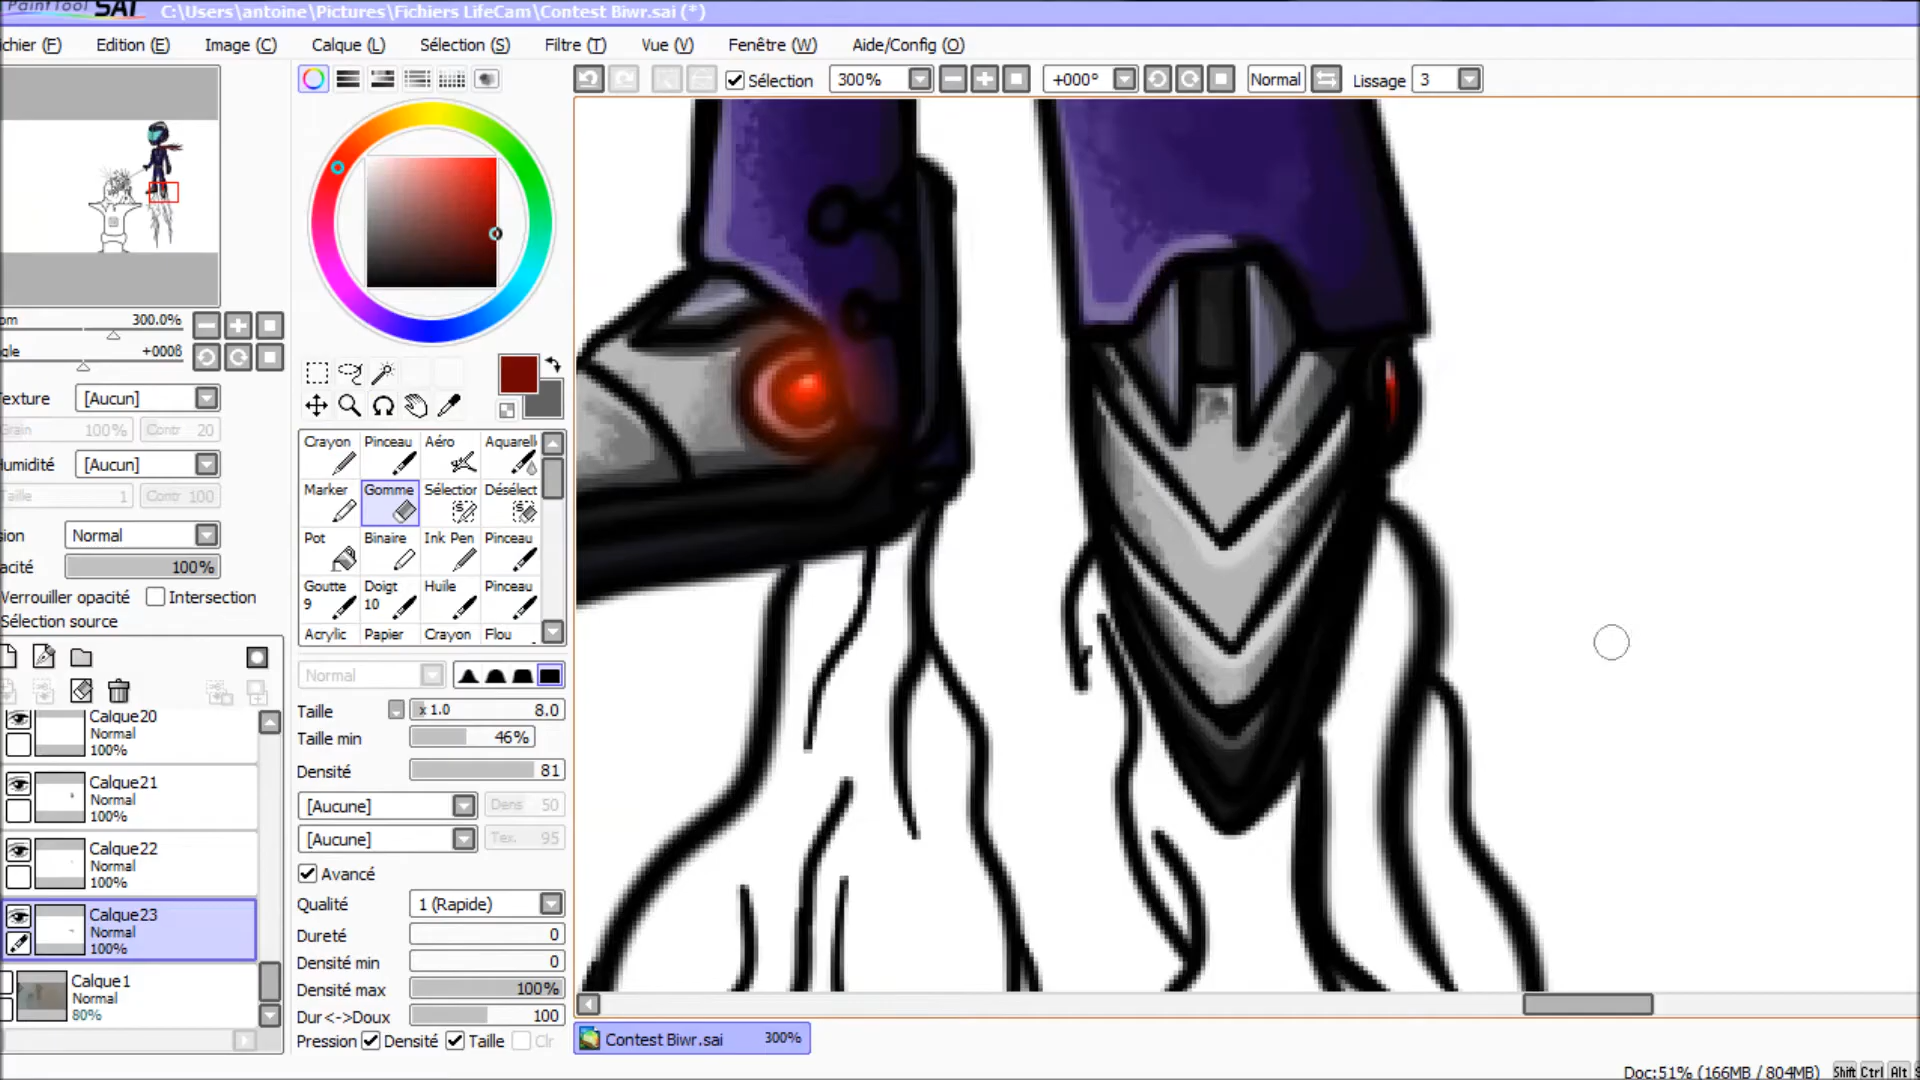 PaintTool SAI C:\Users\antoine\Pictures\Fichiers LifeCam\Contest Biwr.sai (*)
ichier (F) Edition (E) Image (C) Calque (L) Sélection (S) Filtre (T) Vue (V) Fenêtre (W) Aide/Config (O)
Sélection 300% +000° Normal Lissage 3
om 300.0%
gle +0008
exture [Aucun]
Grain 100% Contr 20
umidité [Aucun]
Taille 1 Contr 100
sion Normal
acité 100%
Verrouiller opacité Intersection
Sélection source
Calque20
Normal
100%
Calque21
Normal
100%
Calque22
Normal
100%
Calque23
Normal
100%
Calque1
Normal
80%
Crayon Pinceau Aéro Aquarell
Marker Gomme Sélection Désélect
Pot Binaire Ink Pen Pinceau
Goutte Doigt Huile Pinceau
9 10
Acrylic Papier Crayon Flou
Normal
Taille x 1.0 8.0
Taille min 46%
Densité 81
[Aucune] Dens 50
[Aucune] Tex. 95
Avancé
Qualité 1 (Rapide)
Dureté 0
Densité min 0
Densité max 100%
Dur<->Doux 100
Pression Densité Taille Clr
Contest Biwr.sai 300%
Doc:51% (166MB / 804MB) Shift Ctrl Alt